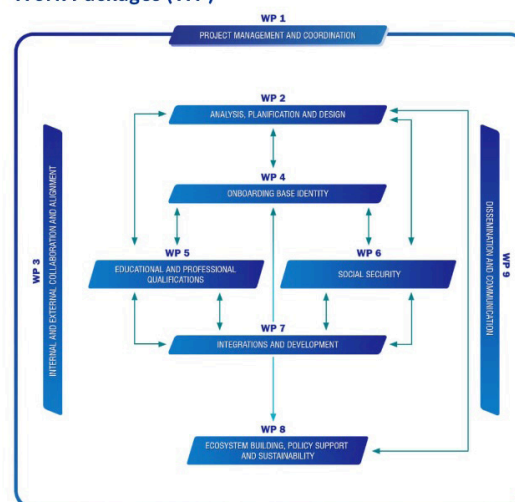 Work Packages (WP)
WP 1
PROJECT MANAGEMENT AND COORDINATION
WP 2
ANALYSIS, PLANIFICATION AND DESIGN
WP 4
ONBOARDING BASE IDENTITY
WP 3
INTERNAL AND EXTERNAL COLLABORATION AND ALIGNMENT
WP 5
EDUCATIONAL AND PROFESSIONAL
QUALIFICATIONS
WP 6
SOCIAL SECURITY
WP 9
DISSEMINATION AND COMMUNICATION
WP 7
INTEGRATIONS AND DEVELOPMENT
WP 8
ECOSYSTEM BUILDING, POLICY SUPPORT
AND SUSTAINABILITY